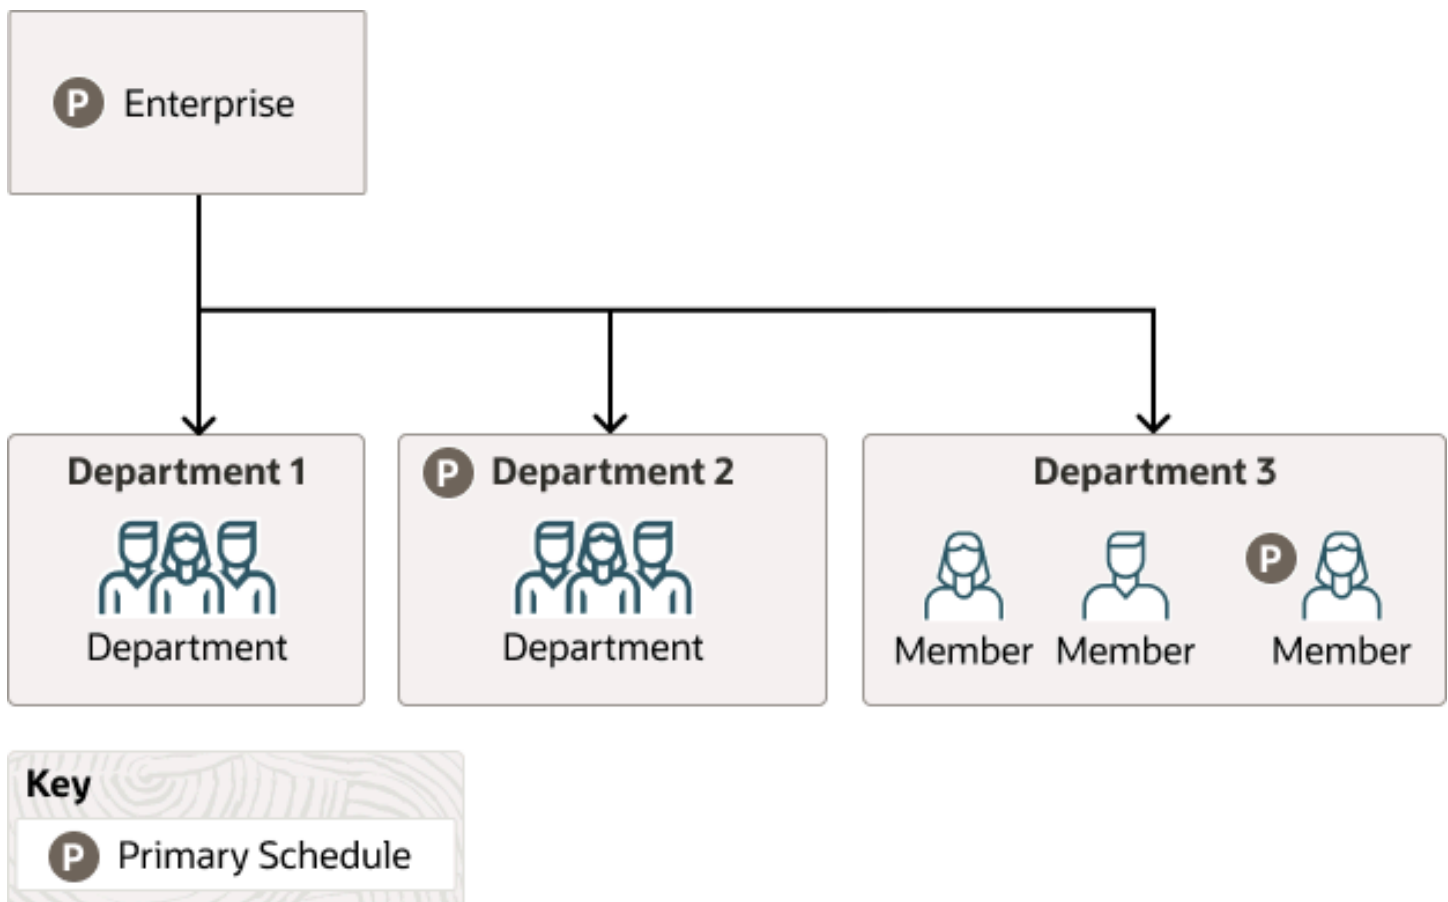 P Enterprise
Department 1
Department
P Department 2
Department
Department 3
P
Member Member Member
Key
P Primary Schedule